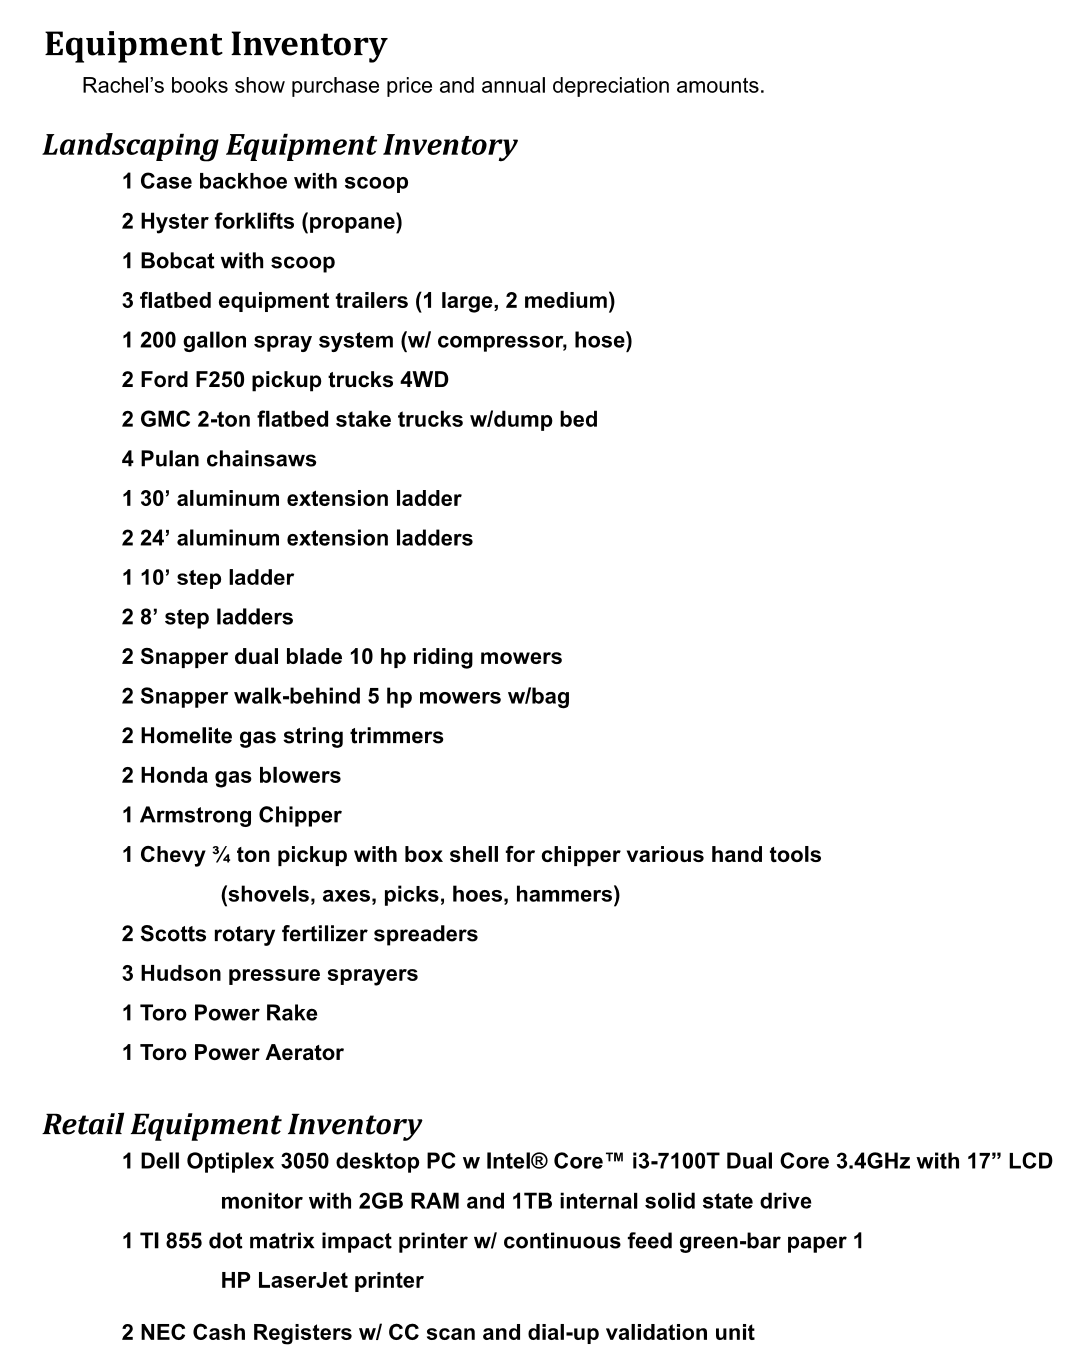 Equipment Inventory
Rachel’s books show purchase price and annual depreciation amounts.
Landscaping Equipment Inventory
1 Case backhoe with scoop
2 Hyster forklifts (propane)
1 Bobcat with scoop
3 flatbed equipment trailers (1 large, 2 medium)
1 200 gallon spray system (w/ compressor, hose)
2 Ford F250 pickup trucks 4WD
2 GMC 2-ton flatbed stake trucks w/dump bed
4 Pulan chainsaws
1 30’ aluminum extension ladder
2 24’ aluminum extension ladders
1 10’ step ladder
2 8’ step ladders
2 Snapper dual blade 10 hp riding mowers
2 Snapper walk-behind 5 hp mowers w/bag
2 Homelite gas string trimmers
2 Honda gas blowers
1 Armstrong Chipper
1 Chevy ¾ ton pickup with box shell for chipper various hand tools
(shovels, axes, picks, hoes, hammers)
2 Scotts rotary fertilizer spreaders
3 Hudson pressure sprayers
1 Toro Power Rake
1 Toro Power Aerator
Retail Equipment Inventory
1 Dell Optiplex 3050 desktop PC w Intel® Core™ i3-7100T Dual Core 3.4GHz with 17” LCD
monitor with 2GB RAM and 1TB internal solid state drive
1 TI 855 dot matrix impact printer w/ continuous feed green-bar paper 1
HP LaserJet printer
2 NEC Cash Registers w/ CC scan and dial-up validation unit